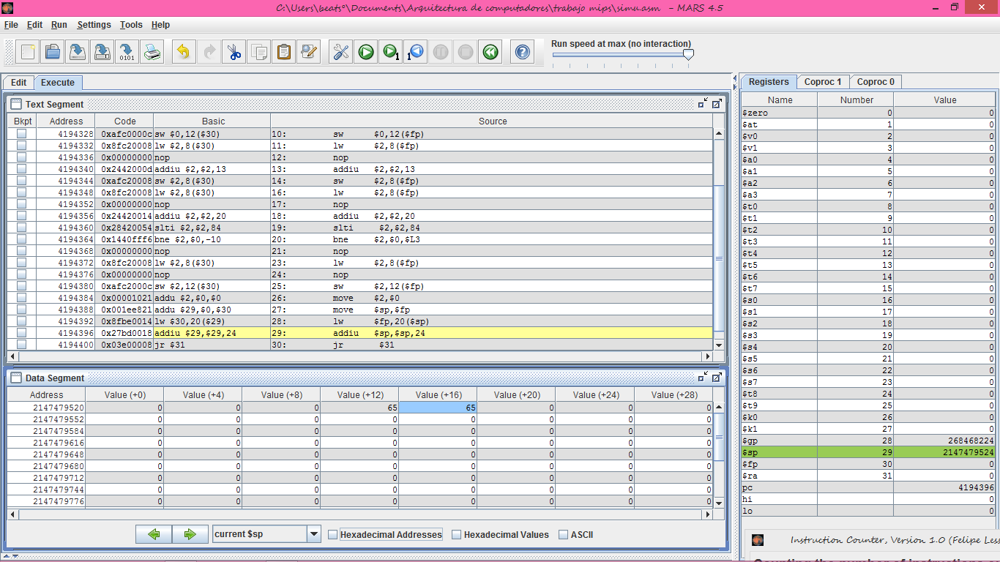 C:\Users\beats°\Documents\Arquitectura de computadores\trabajo mips\simu.asm - MARS 4.5
File Edit Run Settings Tools Help
Run speed at max (no interaction)
Edit Execute
Text Segment
Bkpt Address Code Basic Source
4194328 0xafc0000c sw $0,12($30) 10: sw $0,12($fp)
4194332 0x8fc20008 lw $2,8($30) 11: lw $2,8($fp)
4194336 0x00000000 nop 12: nop
4194340 0x2442000d addiu $2,$2,13 13: addiu $2,$2,13
4194344 0xafc20008 sw $2,8($30) 14: sw $2,8($fp)
4194348 0x8fc20008 lw $2,8($30) 16: lw $2,8($fp)
4194352 0x00000000 nop 17: nop
4194356 0x24420014 addiu $2,$2,20 18: addiu $2,$2,20
4194360 0x28420054 slti $2,$2,84 19: slti $2,$2,84
4194364 0x1440fff6 bne $2,$0,-10 20: bne $2,$0,$L3
4194368 0x00000000 nop 21: nop
4194372 0x8fc20008 lw $2,8($30) 23: lw $2,8($fp)
4194376 0x00000000 nop 24: nop
4194380 0xafc2000c sw $2,12($30) 25: sw $2,12($fp)
4194384 0x00001021 addu $2,$0,$0 26: move $2,$0
4194388 0x001ee821 addu $29,$0,$30 27: move $sp,$fp
4194392 0x8fbe0014 lw $30,20($29) 28: lw $fp,20($sp)
4194396 0x27bd0018 addiu $29,$29,24 29: addiu $sp,$sp,24
4194400 0x03e00008 jr $31 30: jr $31
Data Segment
Address Value (+0) Value (+4) Value (+8) Value (+12) Value (+16) Value (+20) Value (+24) Value (+28)
2147479520 0 0 0 65 65 0 0 0
2147479552 0 0 0 0 0 0 0 0
2147479584 0 0 0 0 0 0 0 0
2147479616 0 0 0 0 0 0 0 0
2147479648 0 0 0 0 0 0 0 0
2147479680 0 0 0 0 0 0 0 0
2147479712 0 0 0 0 0 0 0 0
2147479744 0 0 0 0 0 0 0 0
2147479776 0 0 0 0 0 0 0 0
current $sp Hexadecimal Addresses Hexadecimal Values ASCII
Registers Coproc 1 Coproc 0
Name Number Value
$zero 0 0
$at 1 0
$v0 2 0
$v1 3 0
$a0 4 0
$a1 5 0
$a2 6 0
$a3 7 0
$t0 8 0
$t1 9 0
$t2 10 0
$t3 11 0
$t4 12 0
$t5 13 0
$t6 14 0
$t7 15 0
$s0 16 0
$s1 17 0
$s2 18 0
$s3 19 0
$s4 20 0
$s5 21 0
$s6 22 0
$s7 23 0
$t8 24 0
$t9 25 0
$k0 26 0
$k1 27 0
$gp 28 268468224
$sp 29 2147479524
$fp 30 0
$ra 31 0
pc 4194396
hi 0
lo 0
Instruction Counter, Version 1.0 (Felipe Less
Counting the number of instructions